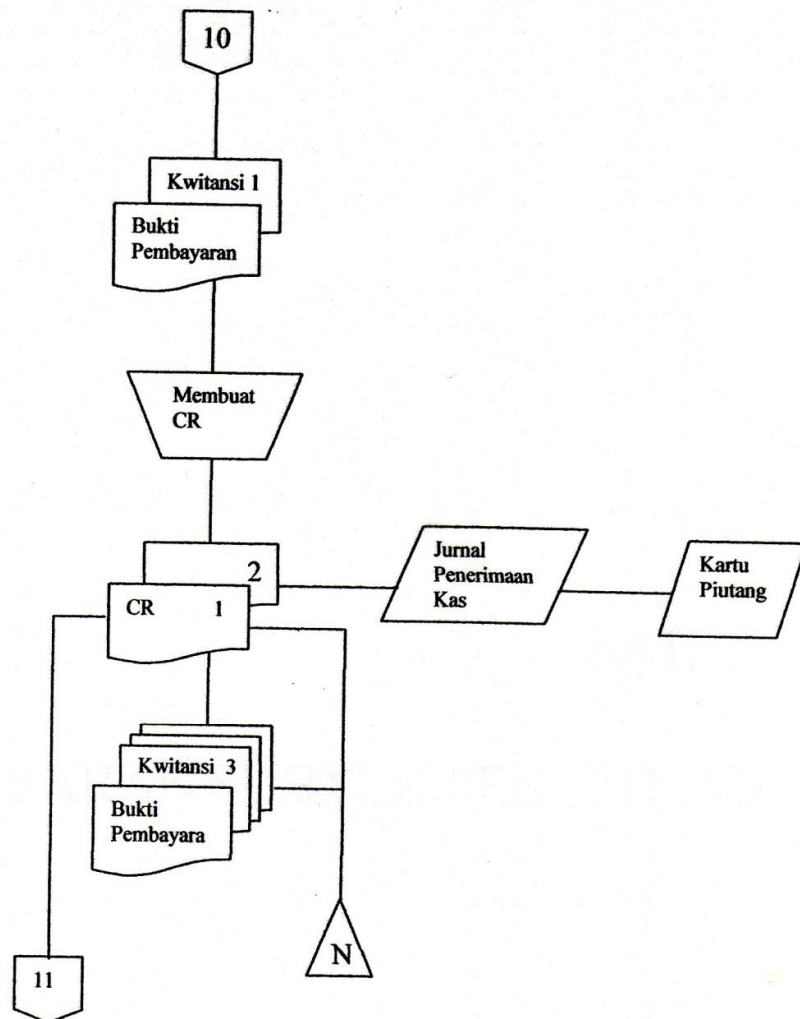 10
Kwitansi 1
Bukti
Pembayaran
Membuat
CR
2
CR 1
Jurnal
Penerimaan
Kas
Kartu
Piutang
Kwitansi 3
Bukti
Pembayara
N
11